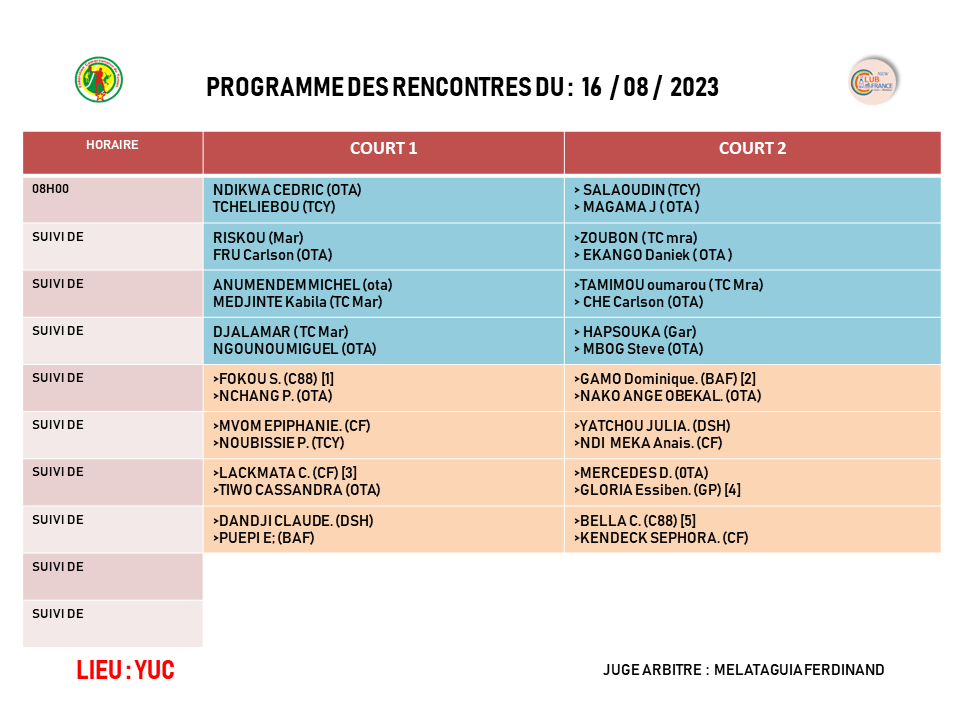 PROGRAMME DES RENCONTRES DU : 16 / 08 / 2023
NEW
CLUB
FRANCE
HORAIRE
COURT 1
COURT 2
08H00
NDIKWA CEDRIC (OTA)
TCHELIEBOU (TCY)
> SALAOUDIN (TCY)
> MAGAMA J ( OTA )
SUIVI DE
RISKOU (Mar)
FRU Carlson (OTA)
>ZOUBON ( TC mra)
> EKANGO Daniek ( OTA )
SUIVI DE
ANUMENDEM MICHEL (ota)
MEDJINTE Kabila (TC Mar)
>TAMIMOU oumarou ( TC Mra)
> CHE Carlson (OTA)
SUIVI DE
DJALAMAR ( TC Mar)
NGOUNOU MIGUEL (OTA)
> HAPSOUKA (Gar)
> MBOG Steve (OTA)
SUIVI DE
>FOKOU S. (C88) [1]
>NCHANG P. (OTA)
>GAMO Dominique. (BAF) [2]
>NAKO ANGE OBEKAL. (OTA)
SUIVI DE
>MVOM EPIPHANIE. (CF)
>NOUBISSIE P. (TCY)
>YATCHOU JULIA. (DSH)
>NDI MEKA Anais. (CF)
SUIVI DE
>LACKMATA C. (CF) [3]
>TIWO CASSANDRA (OTA)
>MERCEDES D. (0TA)
>GLORIA Essiben. (GP) [4]
SUIVI DE
>DANDJI CLAUDE. (DSH)
>PUEPI E; (BAF)
>BELLA C. (C88) [5]
>KENDECK SEPHORA. (CF)
SUIVI DE
SUIVI DE
LIEU : YUC
JUGE ARBITRE : MELATAGUIA FERDINAND